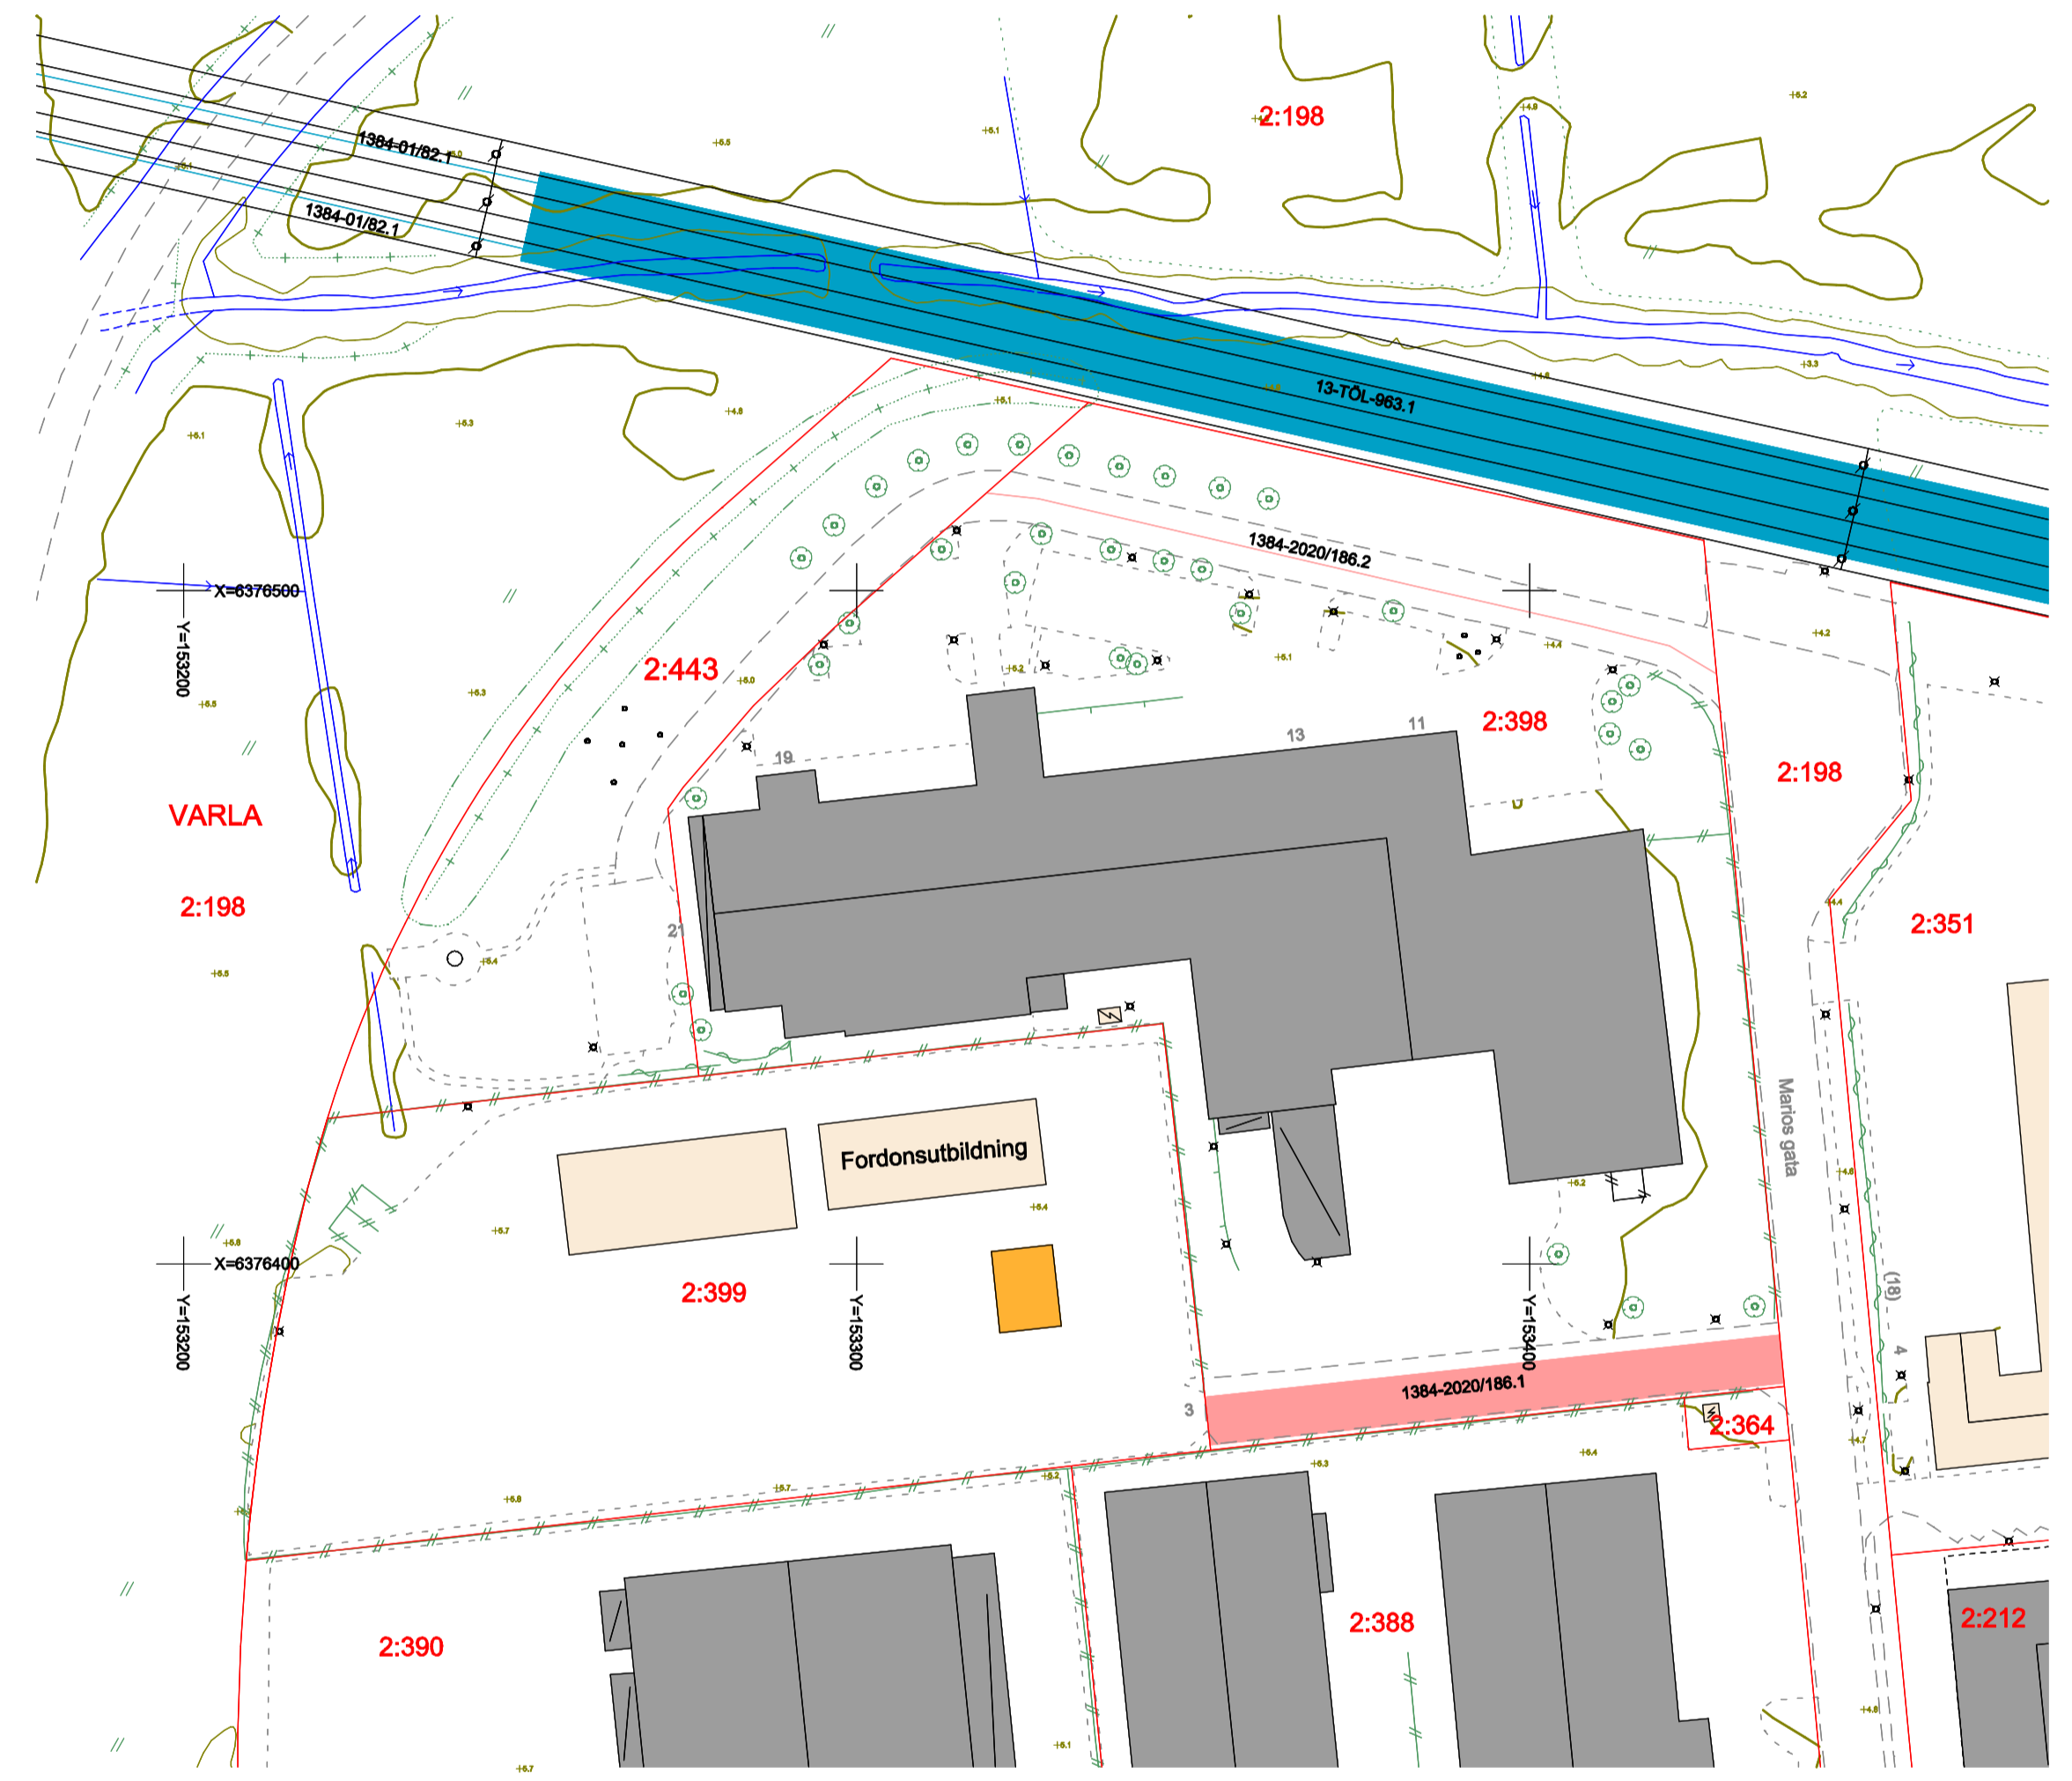 2:198
1384-01/82.1
1384-01/82.1
13-TÖL-963.1
1384-2020/186.2
X=6376500
Y=153200
2:443
2:398
13
11
19
2:198
VARLA
2:198
2:351
21
Marios gata
Fordonsutbildning
X=6376400
2:399
Y=153200
Y=153300
Y=153400
(18)
4
1384-2020/186.1
3
2:364
2:388
2:212
2:390